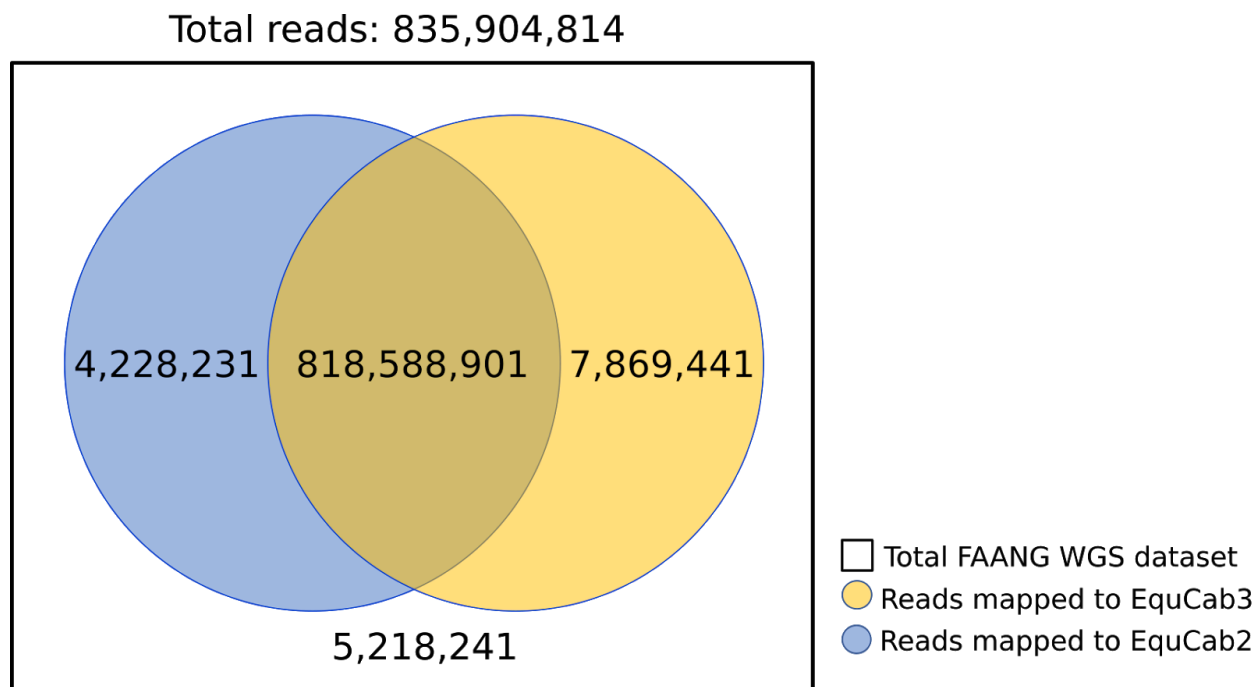 Total reads: 835,904,814
4,228,231
818,588,901
7,869,441
5,218,241
Total FAANG WGS dataset
Reads mapped to EquCab3
Reads mapped to EquCab2